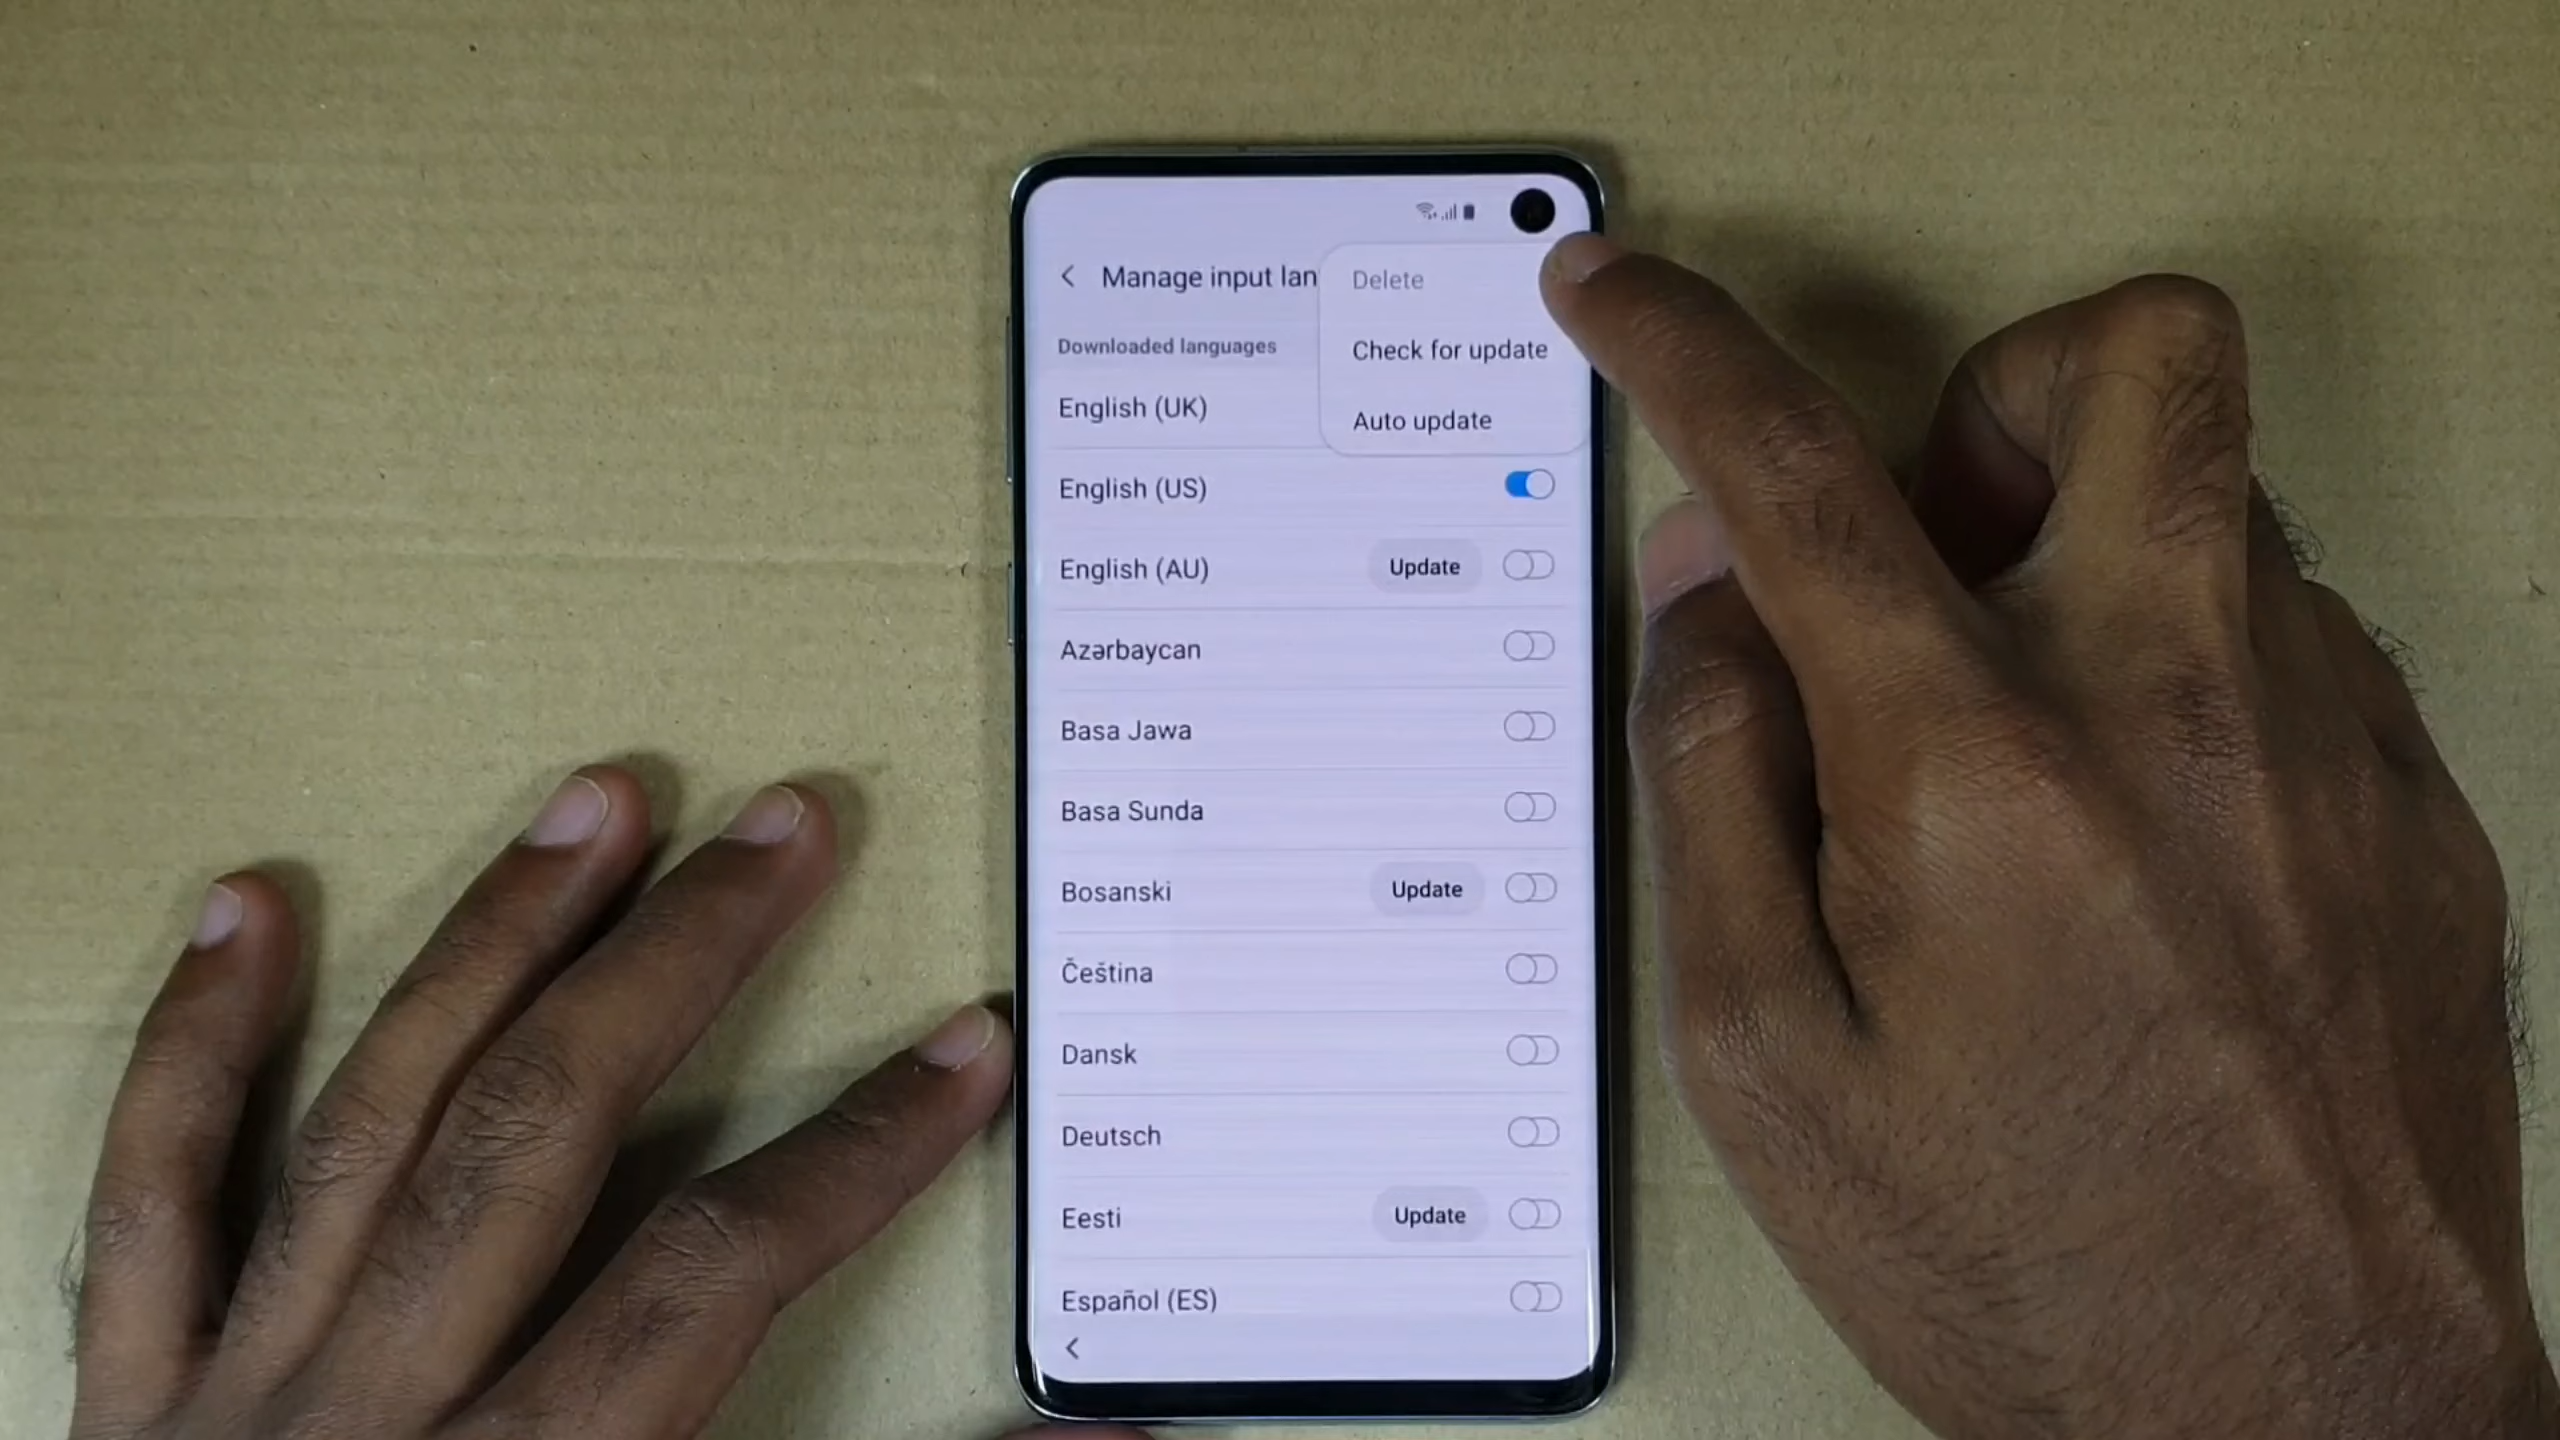 Manage input lan
Delete
Check for update
Auto update
Downloaded languages
English (UK)
English (US)
English (AU)
Update
Azərbaycan
Basa Jawa
Basa Sunda
Bosanski
Update
Čeština
Dansk
Deutsch
Eesti
Update
Español (ES)